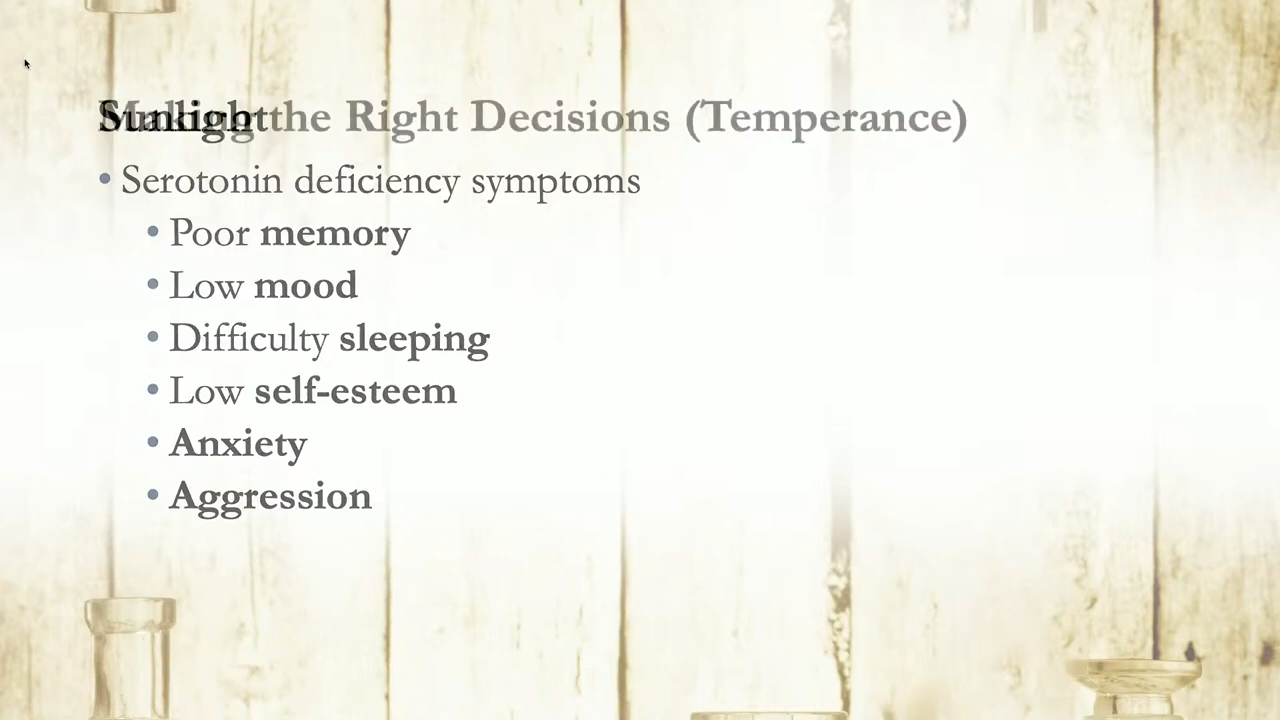 Sunlight
Making the Right Decisions (Temperance)
• Serotonin deficiency symptoms
• Poor memory
• Low mood
• Difficulty sleeping
• Low self-esteem
• Anxiety
• Aggression